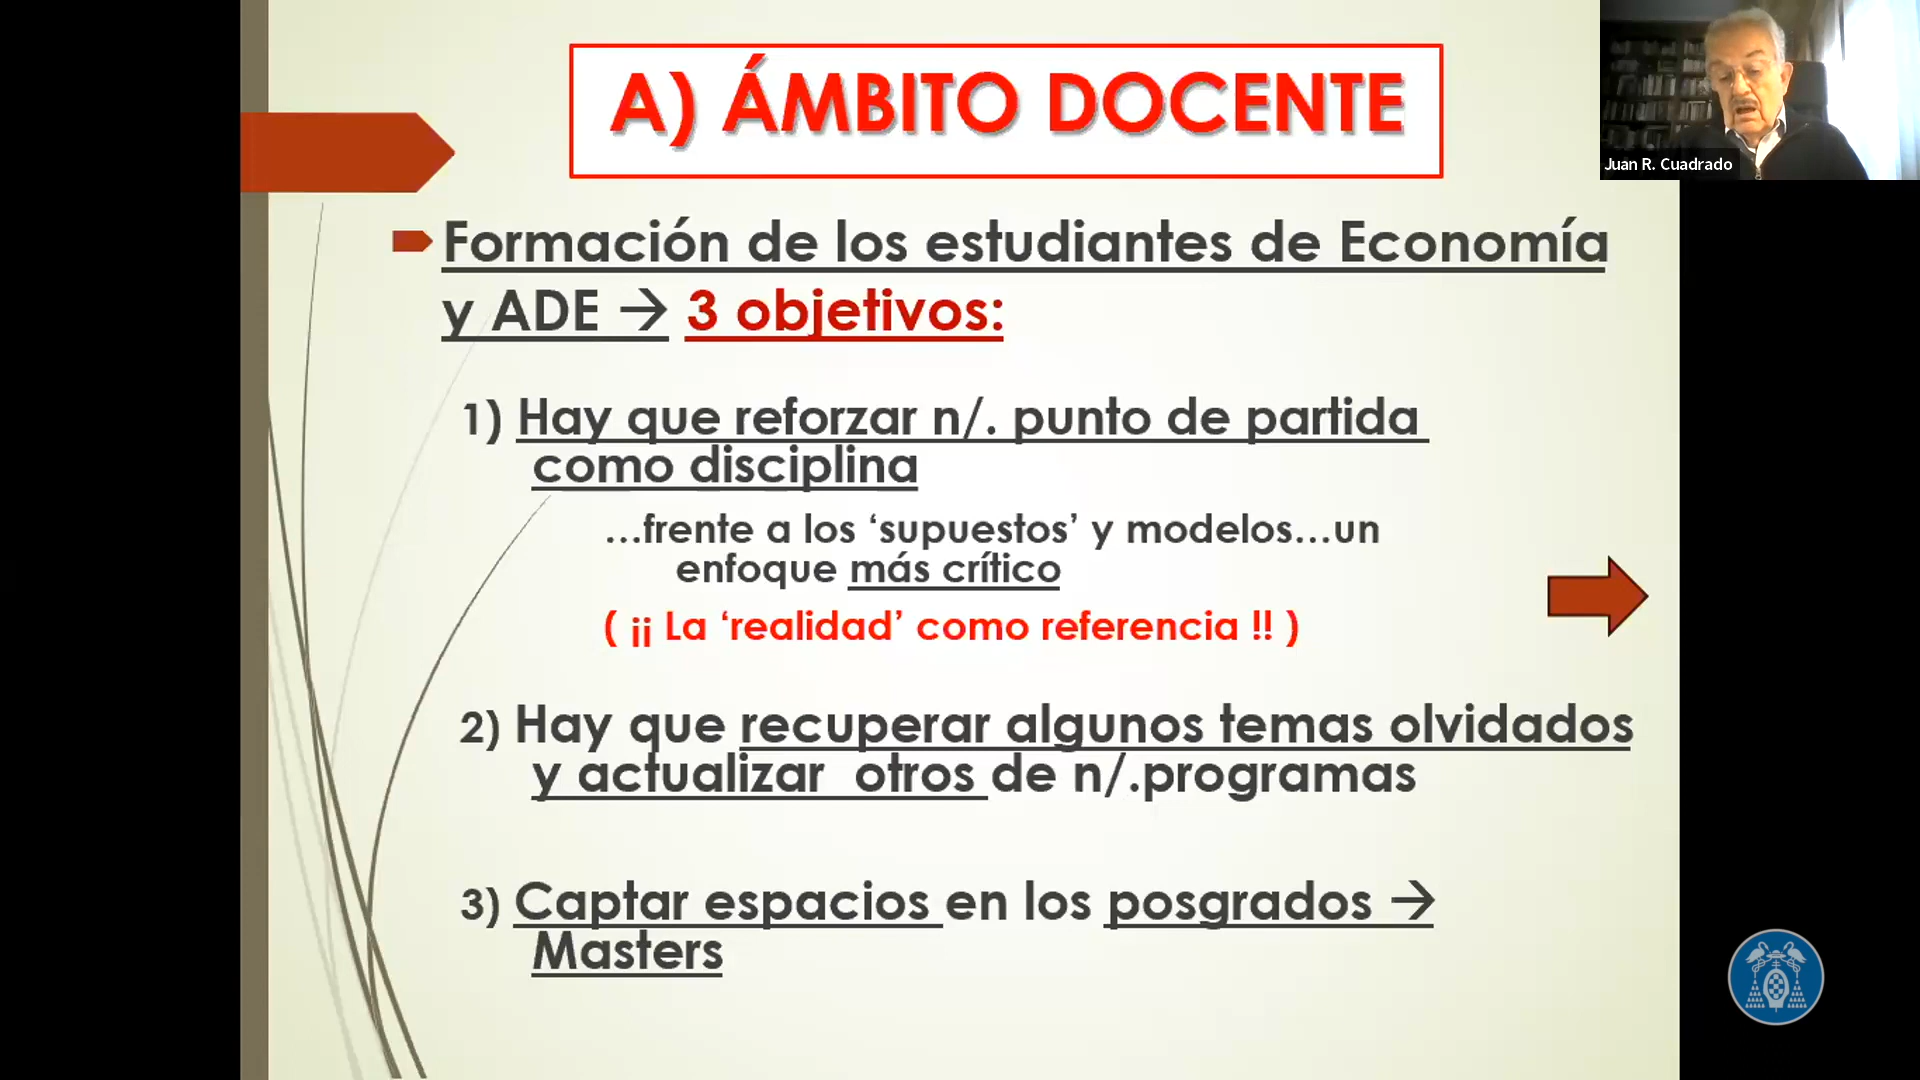 A) ÁMBITO DOCENTE
Juan R. Cuadrado
Formación de los estudiantes de Economía
y ADE → 3 objetivos:
1) Hay que reforzar n/. punto de partida
como disciplina
...frente a los ‘supuestos’ y modelos...un
enfoque más crítico
( ¡¡ La ‘realidad’ como referencia !! )
2) Hay que recuperar algunos temas olvidados
y actualizar otros de n/.programas
3) Captar espacios en los posgrados →
Masters